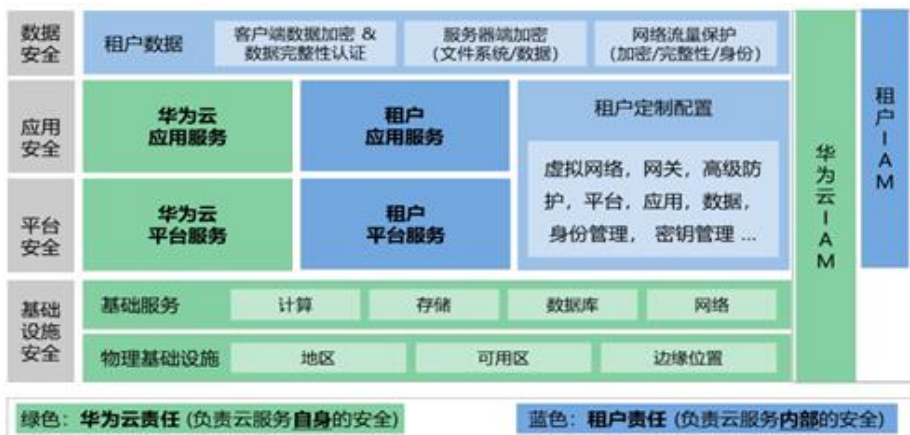 数据
安全
租户数据
客户端数据加密 &
数据完整性认证
服务器端加密
(文件系统/数据)
网络流量保护
(加密/完整性/身份)
应用
安全
华为云
应用服务
租户
应用服务
租户定制配置
虚拟网络，网关，高级防
护，平台，应用，数据，
身份管理，密钥管理 ...
平台
安全
华为云
平台服务
租户
平台服务
基础
设施
安全
基础服务
计算
存储
数据库
网络
物理基础设施
地区
可用区
边缘位置
华为云IAM
租户IAM
绿色：华为云责任 (负责云服务自身的安全)
蓝色：租户责任 (负责云服务内部的安全)